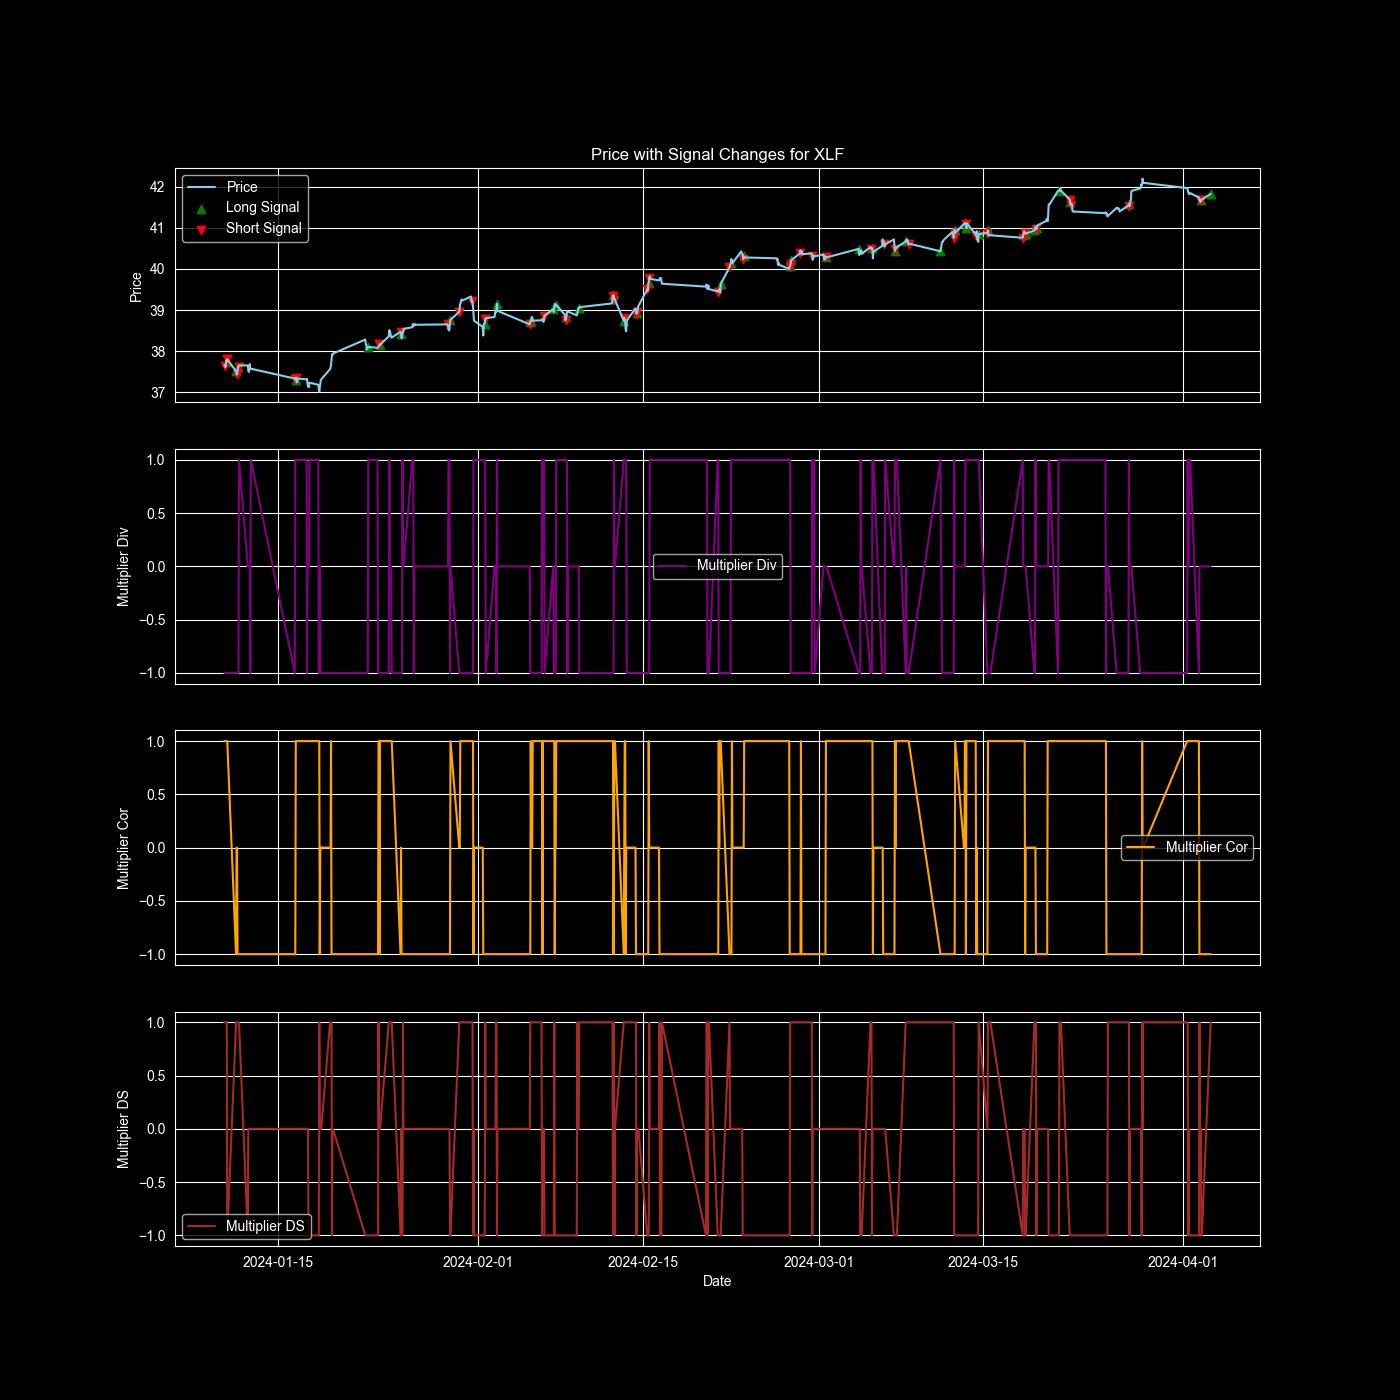 Price with Signal Changes for XLF
Price
Long Signal
Short Signal
42
41
40
39
38
37
Price
1.0
0.5
0.0
−0.5
−1.0
Multiplier Div
Multiplier Div
1.0
0.5
0.0
−0.5
−1.0
Multiplier Cor
Multiplier Cor
1.0
0.5
0.0
−0.5
−1.0
Multiplier DS
Multiplier DS
2024-01-15 2024-02-01 2024-02-15 2024-03-01 2024-03-15 2024-04-01
Date